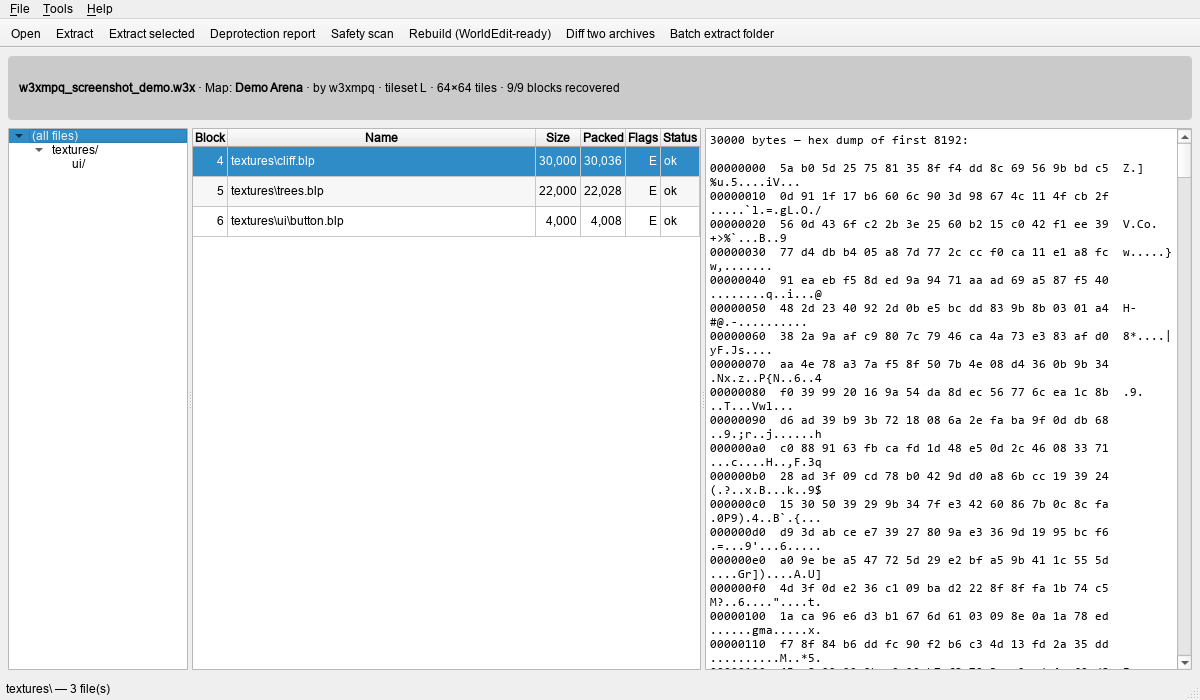 File Tools Help
Open Extract Extract selected Deprotection report Safety scan Rebuild (WorldEdit-ready) Diff two archives Batch extract folder
w3xmpq_screenshot_demo.w3x · Map: Demo Arena · by w3xmpq · tileset L · 64×64 tiles · 9/9 blocks recovered
(all files)
textures/
ui/
Block Name Size Packed Flags Status
4 textures\cliff.blp 30,000 30,036 E ok
5 textures\trees.blp 22,000 22,028 E ok
6 textures\ui\button.blp 4,000 4,008 E ok
30000 bytes — hex dump of first 8192:
00000000 5a b0 5d 25 75 81 35 8f f4 dd 8c 69 56 9b bd c5 Z.]
%u.5....iV...
00000010 0d 91 1f 17 b6 60 6c 90 3d 98 67 4c 11 4f cb 2f
.....`l.=.gL.O./
00000020 56 0d 43 6f c2 2b 3e 25 60 b2 15 c0 42 f1 ee 39 V.Co.
+>%`...B..9
00000030 77 d4 db b4 05 a8 7d 77 2c cc f0 ca 11 e1 a8 fc w.....}
w,.......
00000040 91 ea eb f5 8d ed 9a 94 71 aa ad 69 a5 87 f5 40
........q..i...@
00000050 48 2d 23 40 92 2d 0b e5 bc dd 83 9b 8b 03 01 a4 H-
#@.-..........
00000060 38 2a 9a af c9 80 7c 79 46 ca 4a 73 e3 83 af d0 8*....|
yF.Js....
00000070 aa 4e 78 a3 7a f5 8f 50 7b 4e 08 d4 36 0b 9b 34
.Nx.z..P{N..6..4
00000080 f0 39 99 20 16 9a 54 da 8d ec 56 77 6c ea 1c 8b .9.
..T...Vwl...
00000090 d6 ad 39 b9 3b 72 18 08 6a 2e fa ba 9f 0d db 68
..9.;r..j......h
000000a0 c0 88 91 63 fb ca fd 1d 48 e5 0d 2c 46 08 33 71
...c....H..,F.3q
000000b0 28 ad 3f 09 cd 78 b0 42 9d d0 a8 6b cc 19 39 24
(.?..x.B...k..9$
000000c0 15 30 50 39 29 9b 34 7f e3 42 60 86 7b 0c 8c fa
.0P9).4..B`.{...
000000d0 d9 3d ab ce e7 39 27 80 9a e3 36 9d 19 95 bc f6
.=...9'...6.....
000000e0 a0 9e be a5 47 72 5d 29 e2 bf a5 9b 41 1c 55 5d
....Gr])....A.U]
000000f0 4d 3f 0d e2 36 c1 09 ba d2 22 8f 8f fa 1b 74 c5
M?..6...."....t.
00000100 1a ca 96 e6 d3 b1 67 6d 61 03 09 8e 0a 1a 78 ed
......gma.....x.
00000110 f7 8f 84 b6 dd fc 90 f2 b6 c3 4d 13 fd 2a 35 dd
..........M..*5.
textures\ — 3 file(s)